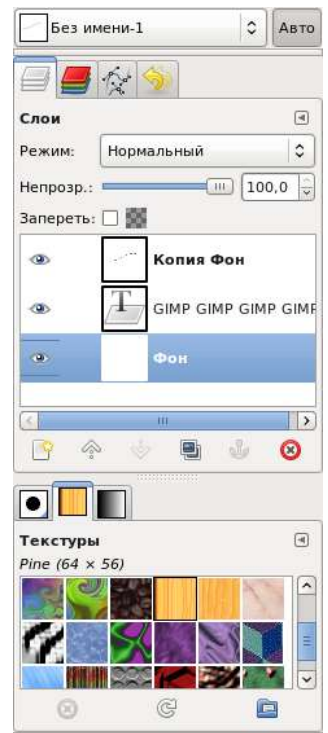 Без имени-1
Авто
Слои
Режим: Нормальный
Непрозр.: 100,0
Запереть:
Копия Фон
T
GIMP GIMP GIMP GIMP
Фон
Текстуры
Pine (64 × 56)